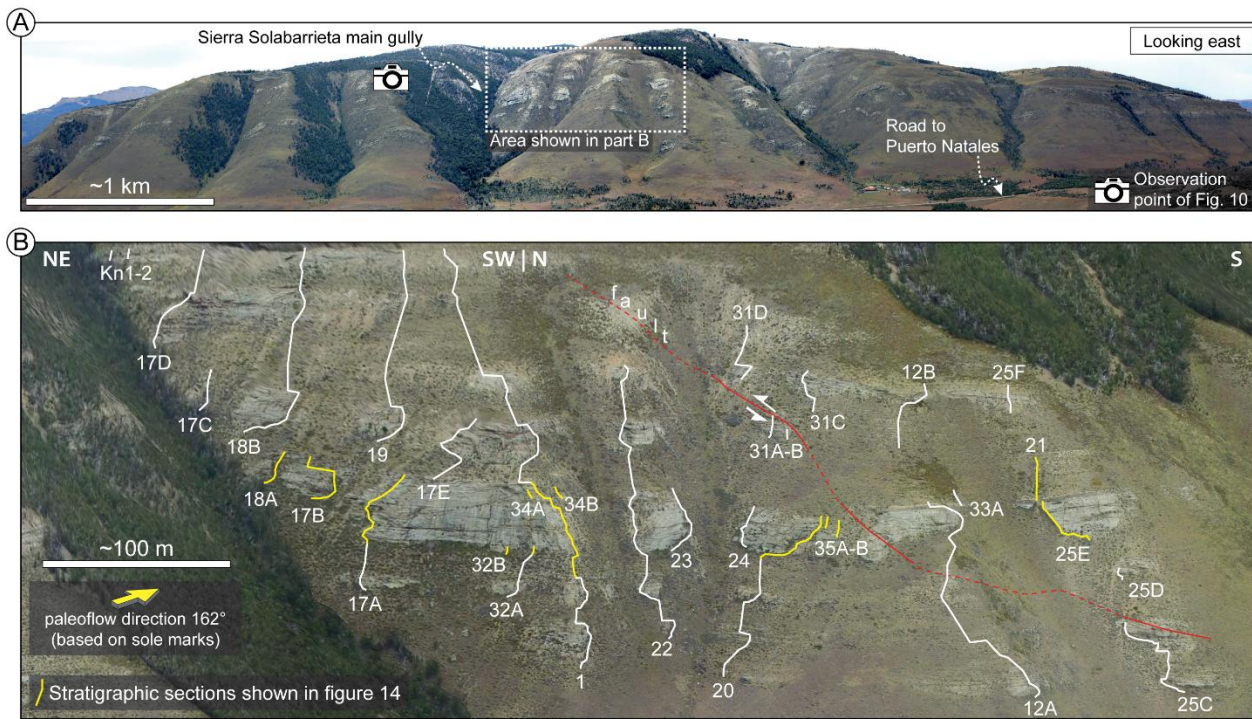 A
Sierra Solabarrieta main gully
Looking east
Area shown in part B
Road to
Puerto Natales
~1 km
Observation
point of Fig. 10
B
NE
SW | N
S
Kn1-2
fault
31D
17D
12B
25F
17C
31C
18B
19
31A-B
21
17E
18A
17B
34A
34B
33A
~100 m
32B
23
24
35A-B
25E
17A
32A
25D
paleoflow direction 162°
(based on sole marks)
22
Stratigraphic sections shown in figure 14
1
20
12A
25C